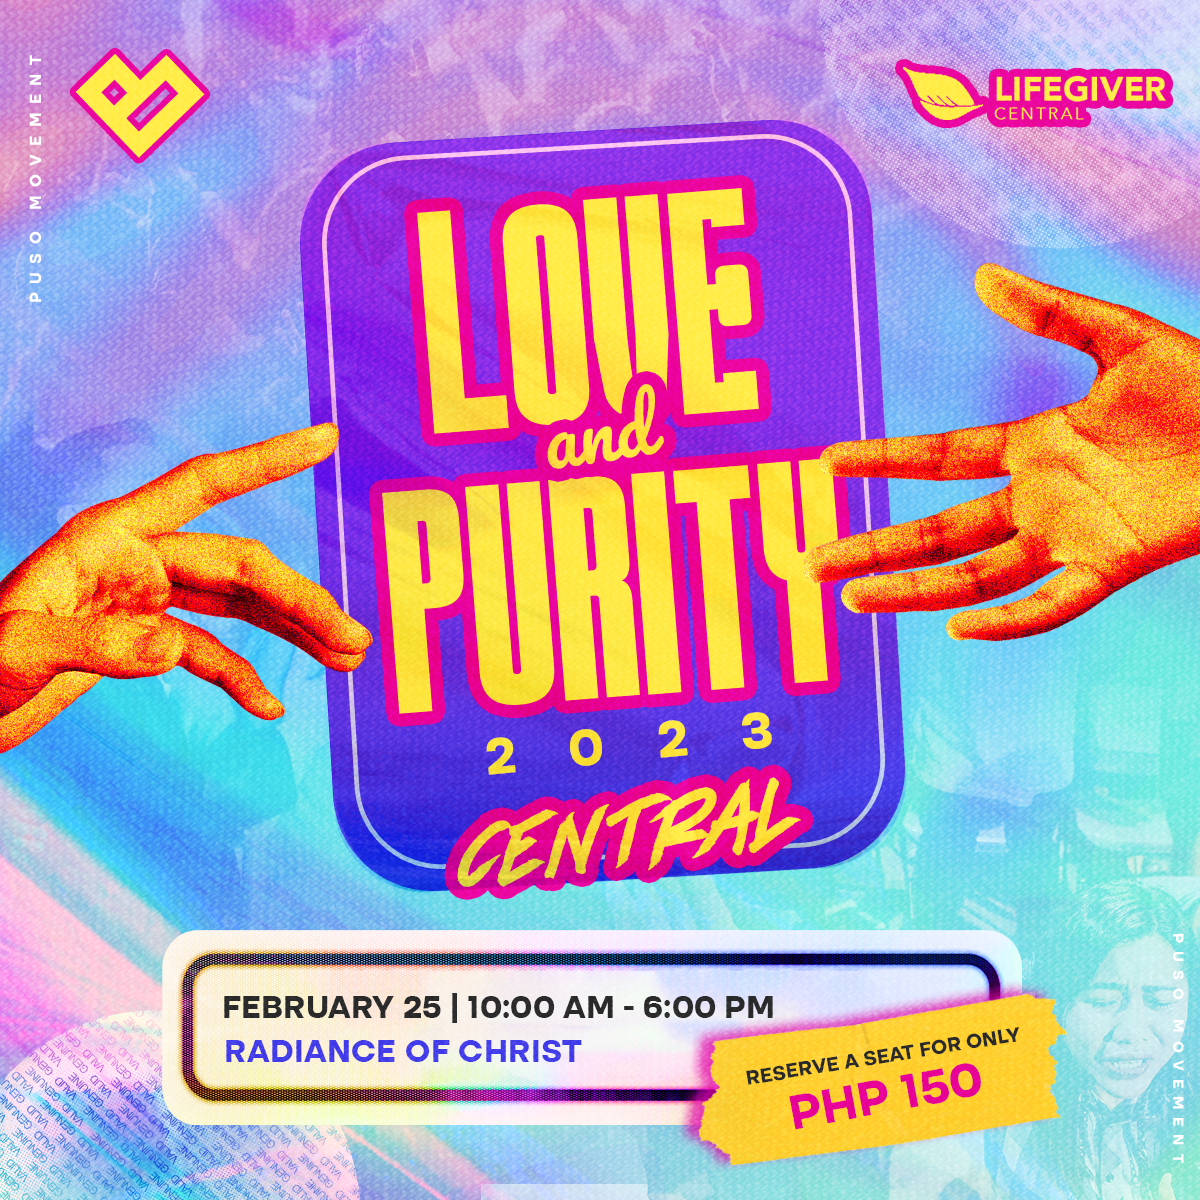 PUSO MOVEMENT
LIFEGIVER
CENTRAL
LOVE
and
PURITY
2023
CENTRAL
FEBRUARY 25 | 10:00 AM - 6:00 PM
RADIANCE OF CHRIST
RESERVE A SEAT FOR ONLY
PHP 150
PUSO MOVEMENT